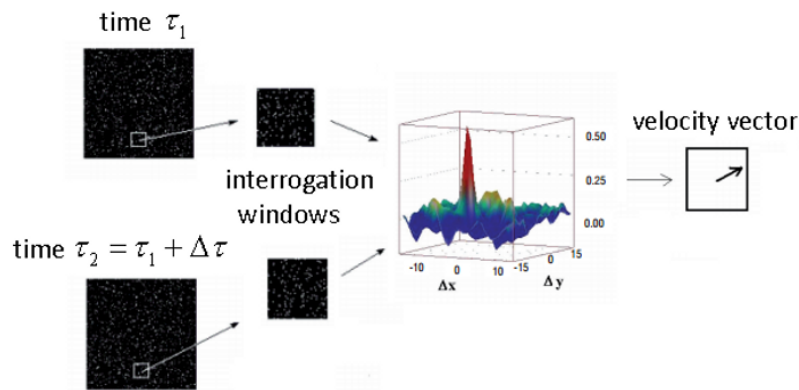 time τ₁
interrogation
windows
time τ₂ = τ₁ + Δτ
0.50
0.25
0.00
-10
0
10
-15
0
15
Δx
Δy
velocity vector